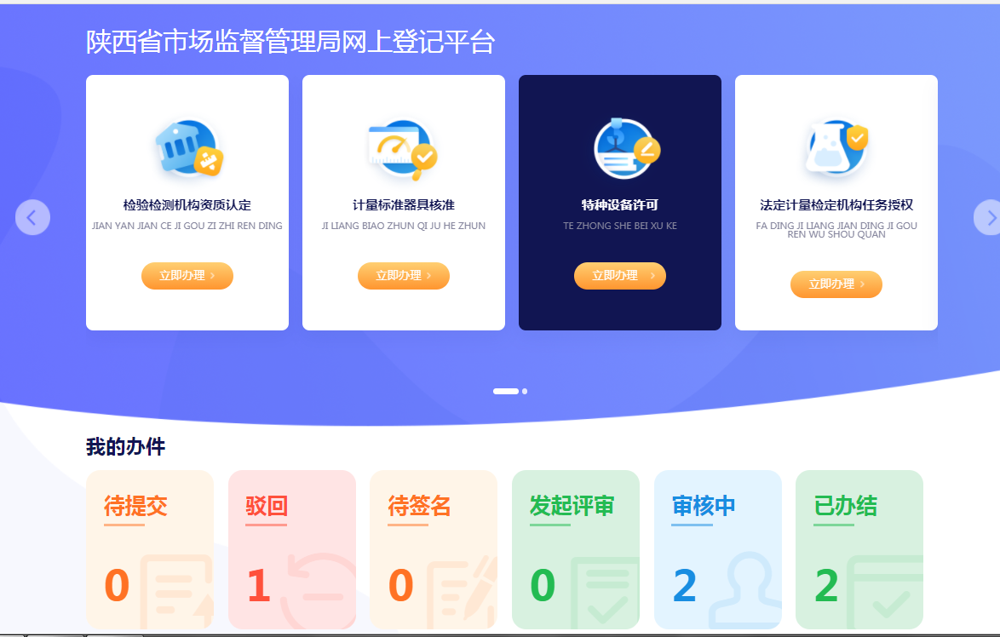 陕西省市场监督管理局网上登记平台
检验检测机构资质认定
JIAN YAN JIAN CE JI GOU ZI ZHI REN DING
立即办理
计量标准器具核准
JI LIANG BIAO ZHUN QI JU HE ZHUN
立即办理
特种设备许可
TE ZHONG SHE BEI XU KE
立即办理
法定计量检定机构任务授权
FA DING JI LIANG JIAN DING JI GOU
REN WU SHOU QUAN
立即办理
我的办件
待提交
0
驳回
1
待签名
0
发起评审
0
审核中
2
已办结
2